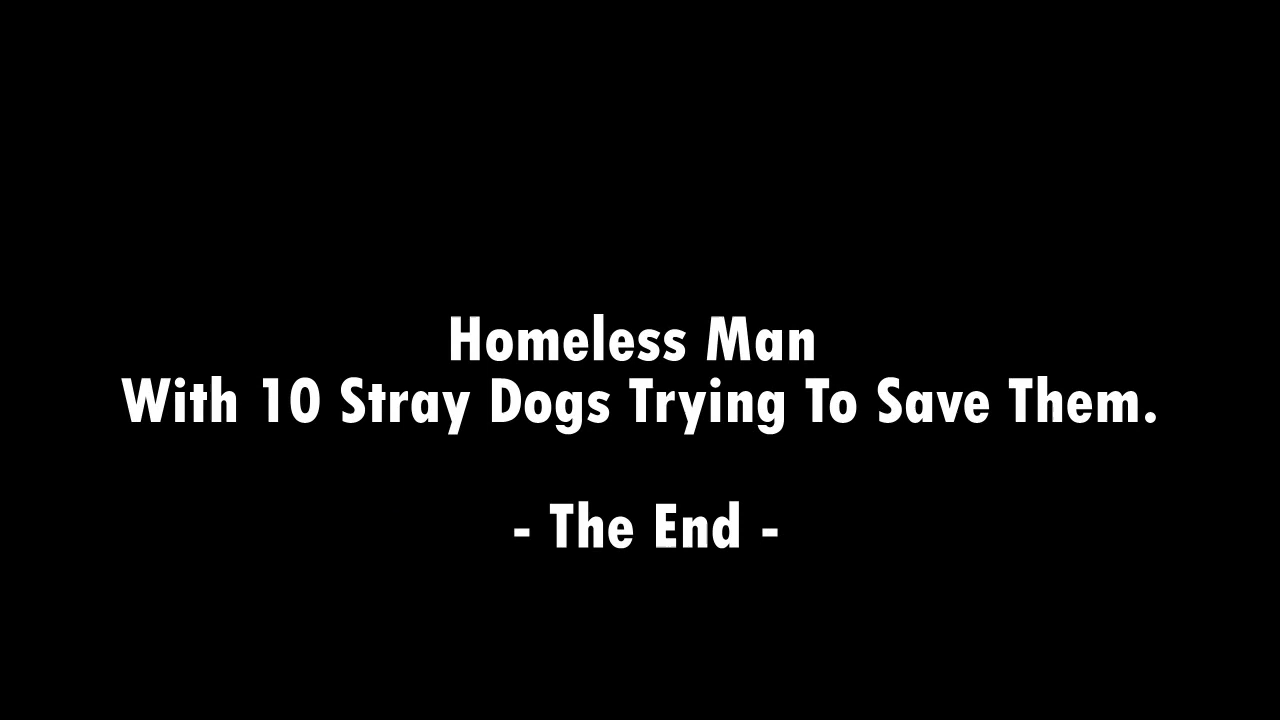 Homeless Man
With 10 Stray Dogs Trying To Save Them.
- The End -